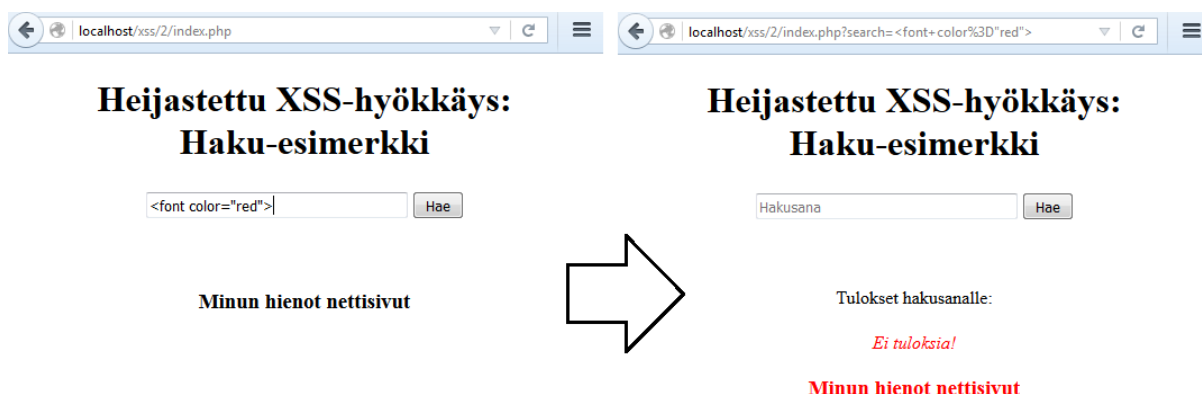 localhost/xss/2/index.php
Heijastettu XSS-hyökkäys:
Haku-esimerkki
<font color="red">
Hae
Minun hienot nettisivut
localhost/xss/2/index.php?search=<font+color%3D"red">
Heijastettu XSS-hyökkäys:
Haku-esimerkki
Hakusana
Hae
Tulokset hakusanalle:
Ei tuloksia!
Minun hienot nettisivut